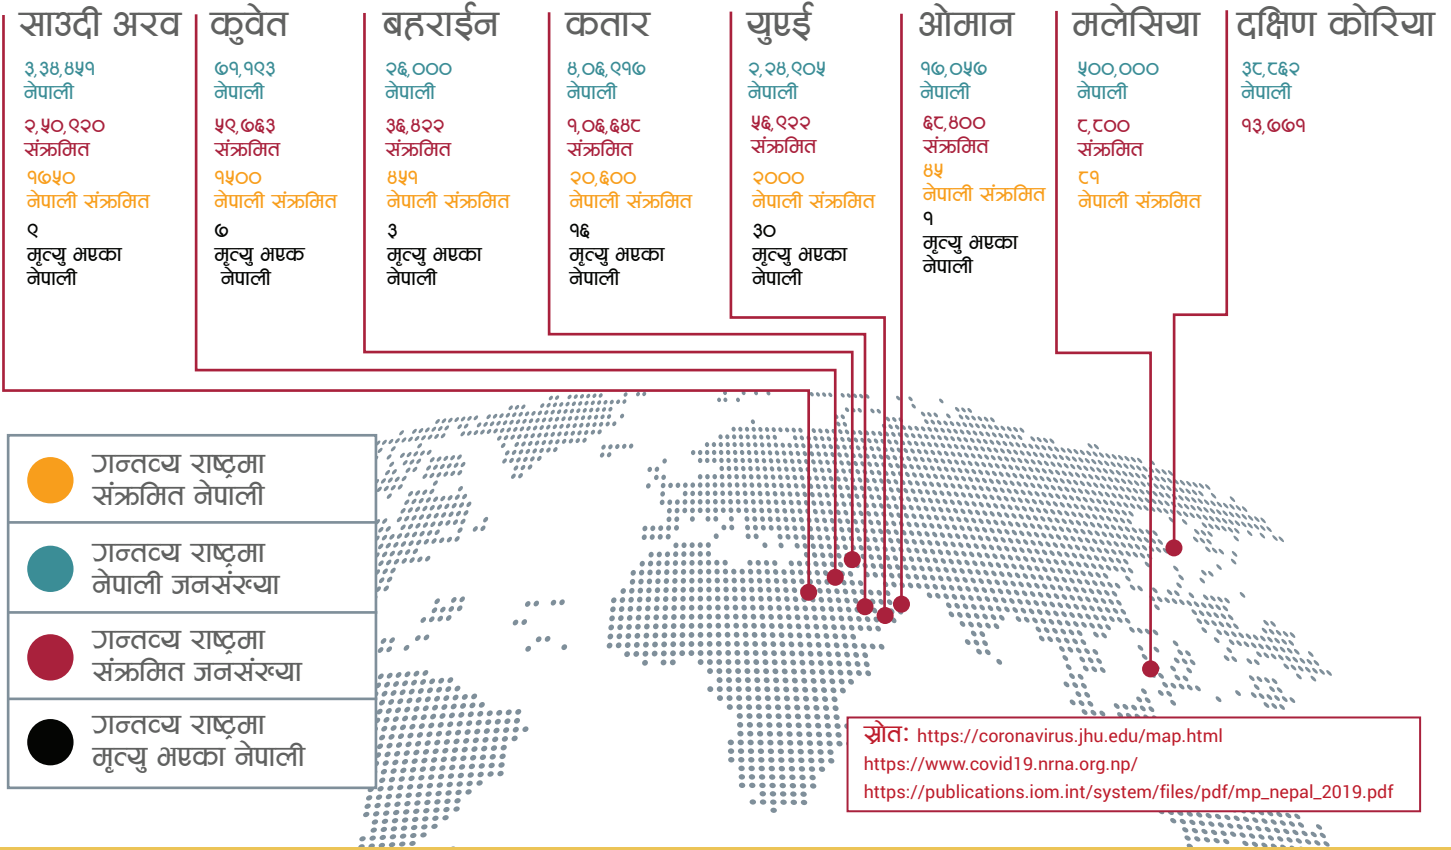 साउदी अरव
३,३४,४५१
नेपाली
२,५०,९२०
संक्रमित
१७५०
नेपाली संक्रमित
९
मृत्यु भएका
नेपाली
कुवेत
७१,१९३
नेपाली
५९,७६३
संक्रमित
१५००
नेपाली संक्रमित
७
मृत्यु भएक
नेपाली
बहराईन
२६,०००
नेपाली
३६,४२२
संक्रमित
४५१
नेपाली संक्रमित
३
मृत्यु भएका
नेपाली
कतार
४,०६,९१७
नेपाली
१,०६,६४८
संक्रमित
२०,६००
नेपाली संक्रमित
१६
मृत्यु भएका
नेपाली
युएई
२,२४,९०५
नेपाली
५६,९२२
संक्रमित
२०००
नेपाली संक्रमित
३०
मृत्यु भएका
नेपाली
ओमान
१७,०५७
नेपाली
६८,४००
संक्रमित
४५
नेपाली संक्रमित
१
मृत्यु भएका
नेपाली
मलेसिया
५००,०००
नेपाली
८,८००
संक्रमित
८१
नेपाली संक्रमित
दक्षिण कोरिया
३८,८६२
नेपाली
१३,७७१
गन्तव्य राष्ट्रमा
संक्रमित नेपाली
गन्तव्य राष्ट्रमा
नेपाली जनसंख्या
गन्तव्य राष्ट्रमा
संक्रमित जनसंख्या
गन्तव्य राष्ट्रमा
मृत्यु भएका नेपाली
स्रोत: https://coronavirus.jhu.edu/map.html
https://www.covid19.nrna.org.np/
https://publications.iom.int/system/files/pdf/mp_nepal_2019.pdf